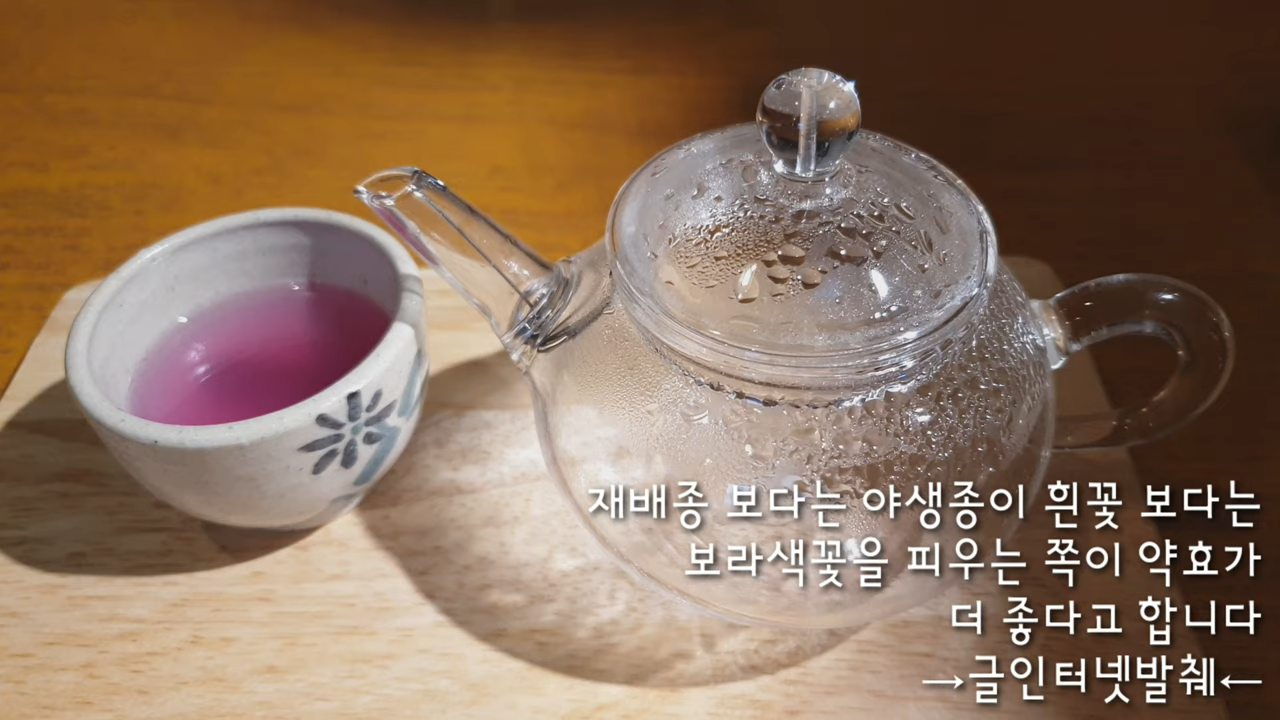 재배종 보다는 야생종이 흰꽃 보다는
보라색꽃을 피우는 쪽이 약효가
더 좋다고 합니다
→글인터넷발췌←